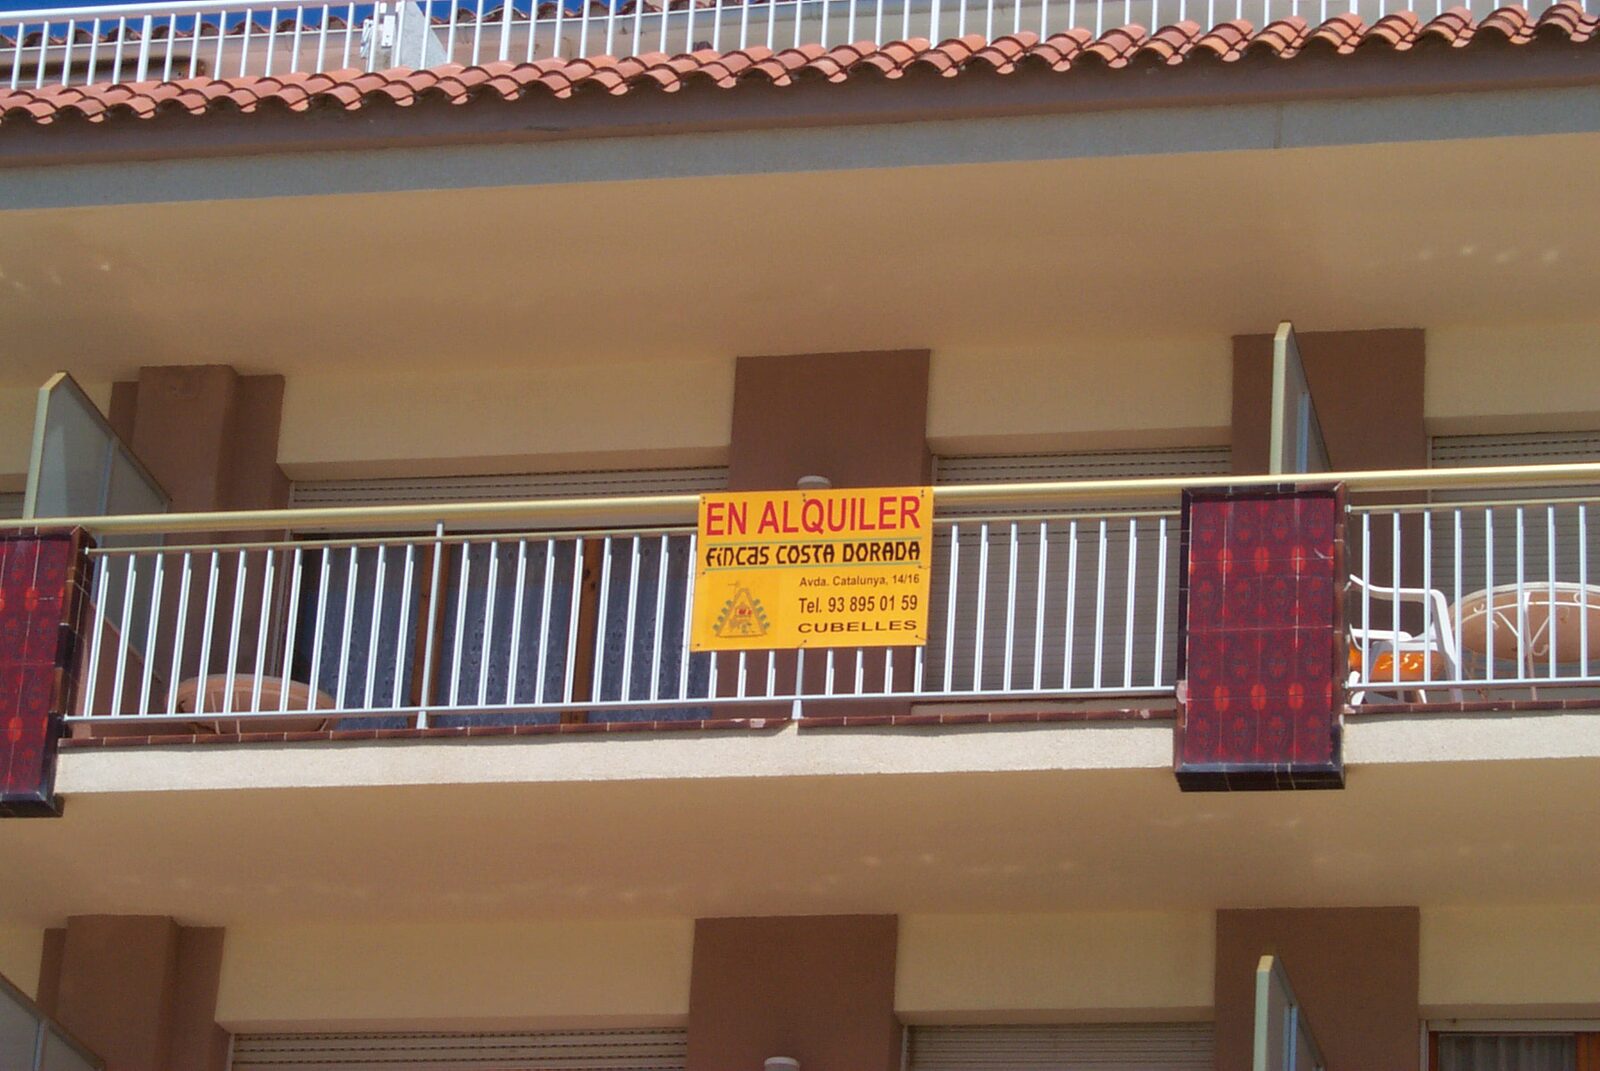 EN ALQUILER
FINCAS COSTA DORADA
Avda. Catalunya, 14/16
Tel. 93 895 01 59
CUBELLES